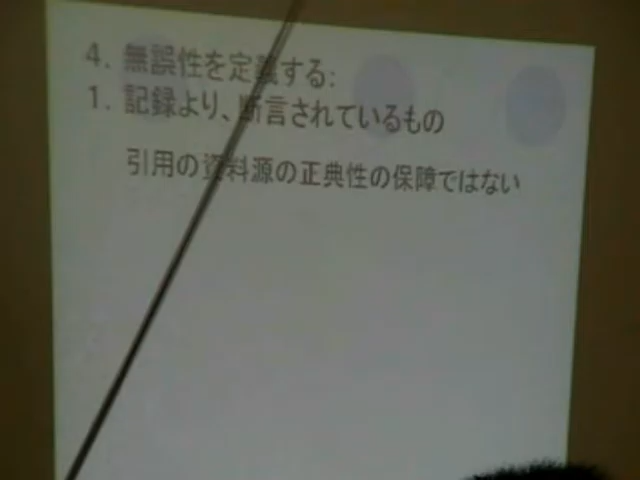 4. 無誤性を定義する:
1. 記録より、断言されているもの
引用の資料源の正典性の保障ではない